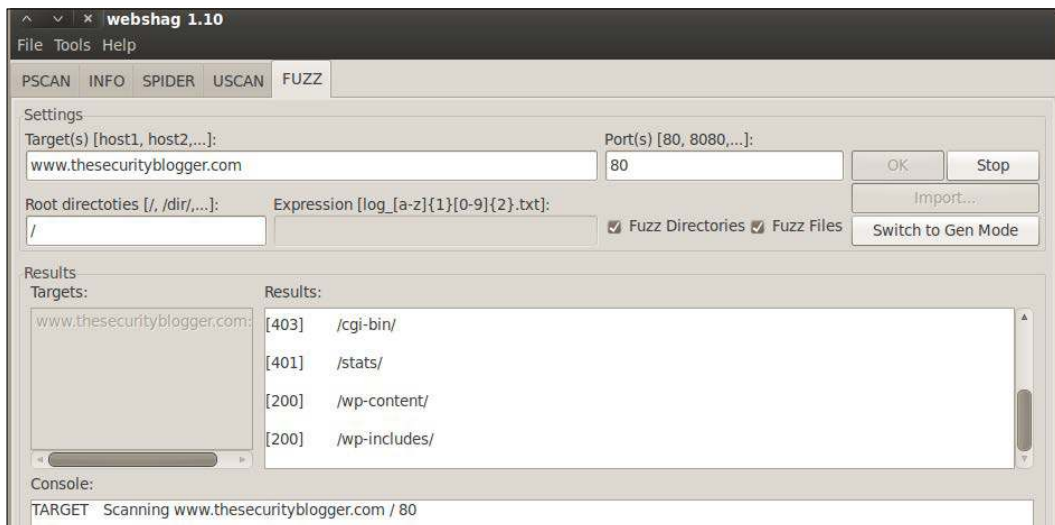 webshag 1.10
File Tools Help
PSCAN INFO SPIDER USCAN FUZZ
Settings
Target(s) [host1, host2,...]:
Port(s) [80, 8080,...]:
www.thesecurityblogger.com
80
OK
Stop
Import...
Root directoties [/, /dir/,...]:
Expression [log_[a-z]{1}[0-9]{2}.txt]:
/
Fuzz Directories
Fuzz Files
Switch to Gen Mode
Results
Targets:
Results:
www.thesecurityblogger.com:
[403] /cgi-bin/
[401] /stats/
[200] /wp-content/
[200] /wp-includes/
Console:
TARGET Scanning www.thesecurityblogger.com / 80